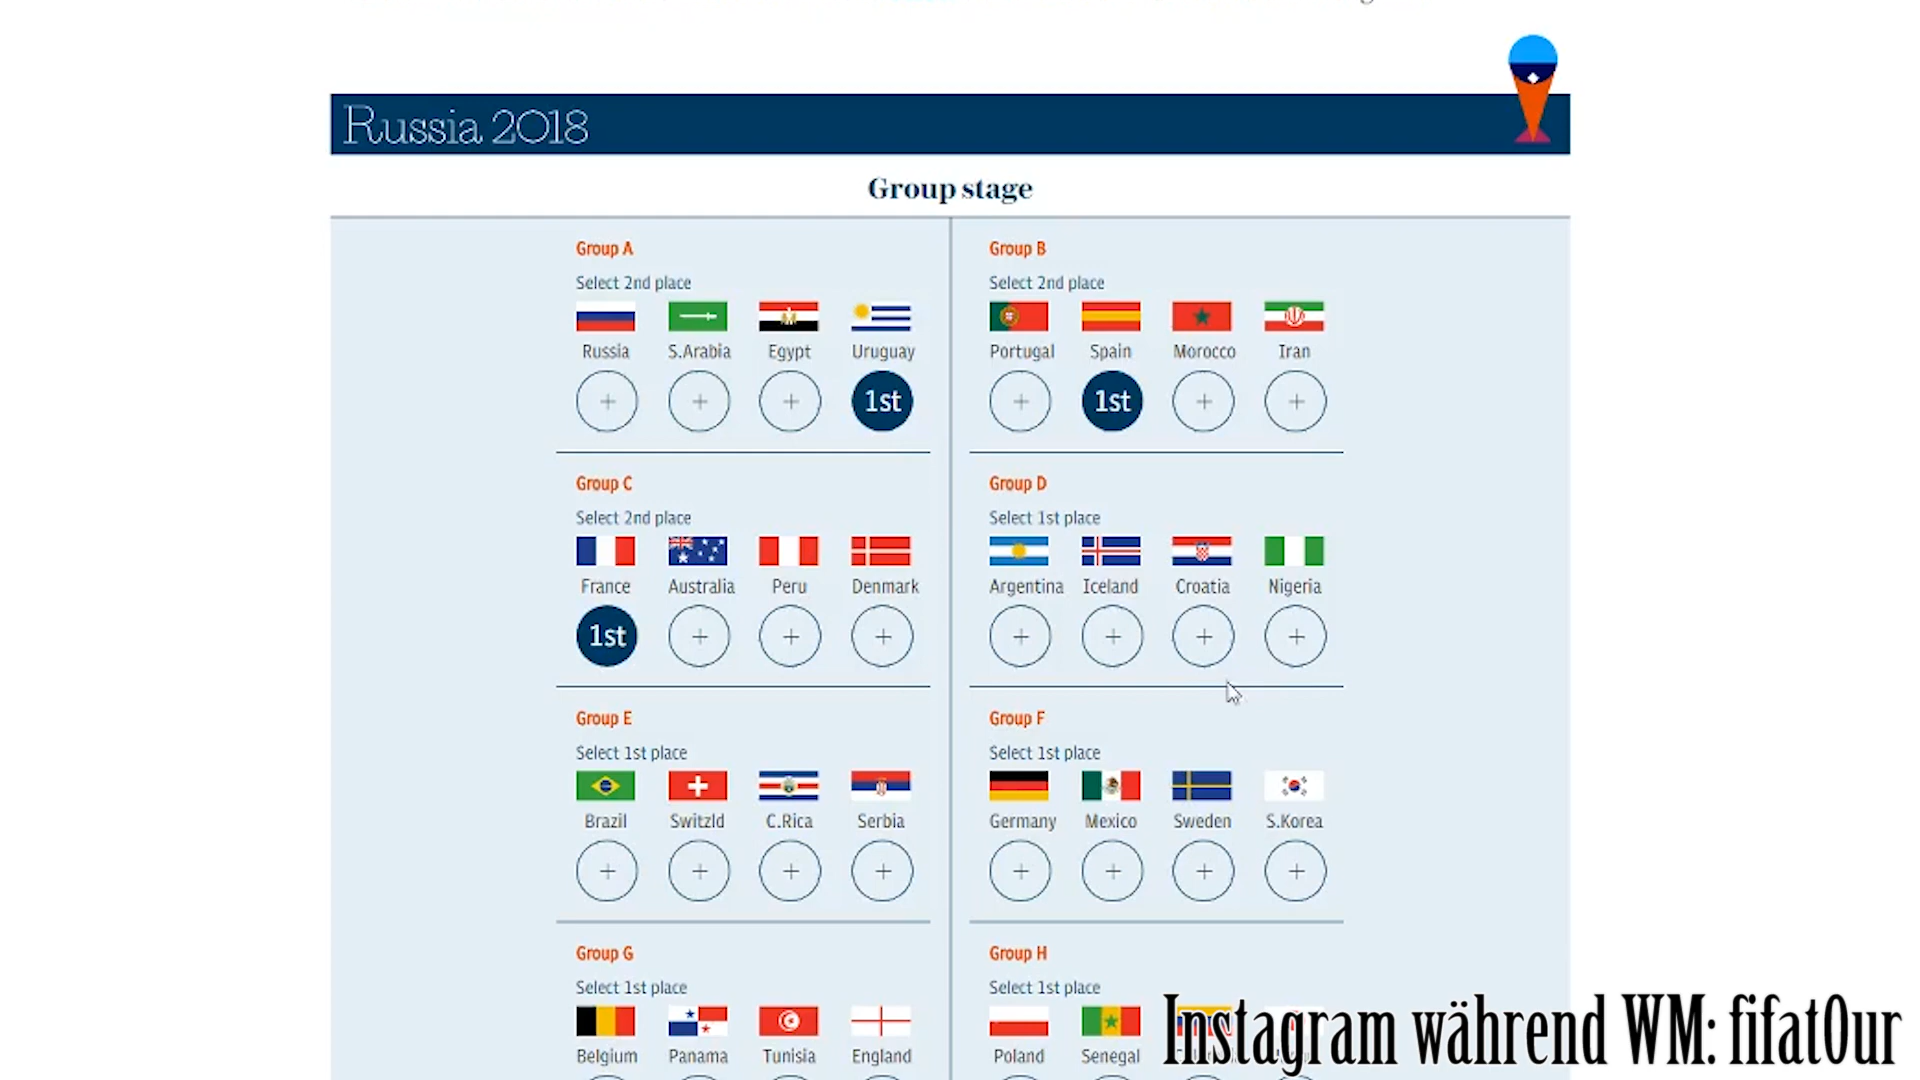 Russia 2018
Group stage
Group A
Select 2nd place
Russia S.Arabia Egypt Uruguay
+ + + 1st
Group B
Select 2nd place
Portugal Spain Morocco Iran
+ 1st + +
Group C
Select 2nd place
France Australia Peru Denmark
1st + + +
Group D
Select 1st place
Argentina Iceland Croatia Nigeria
+ + + +
Group E
Select 1st place
Brazil Switzld C.Rica Serbia
+ + + +
Group F
Select 1st place
Germany Mexico Sweden S.Korea
+ + + +
Group G
Select 1st place
Belgium Panama Tunisia England
Group H
Select 1st place
Poland Senegal
Instagram während WM: fifat0ur